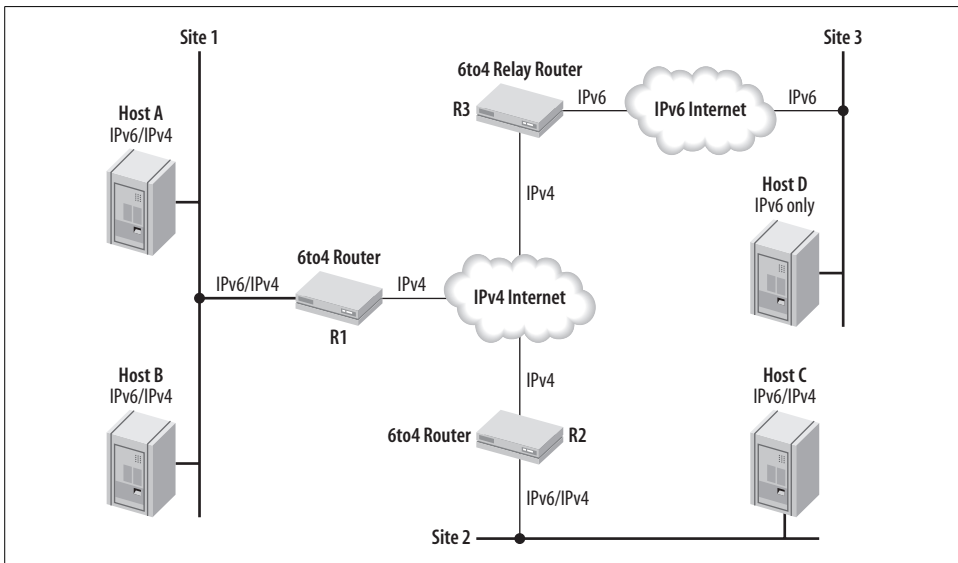 Site 1
Site 3
6to4 Relay Router
R3
IPv6
IPv6 Internet
IPv6
Host A
IPv6/IPv4
IPv4
Host D
IPv6 only
6to4 Router
IPv6/IPv4
IPv4
IPv4 Internet
R1
Host B
IPv6/IPv4
IPv4
Host C
IPv6/IPv4
6to4 Router
R2
IPv6/IPv4
Site 2